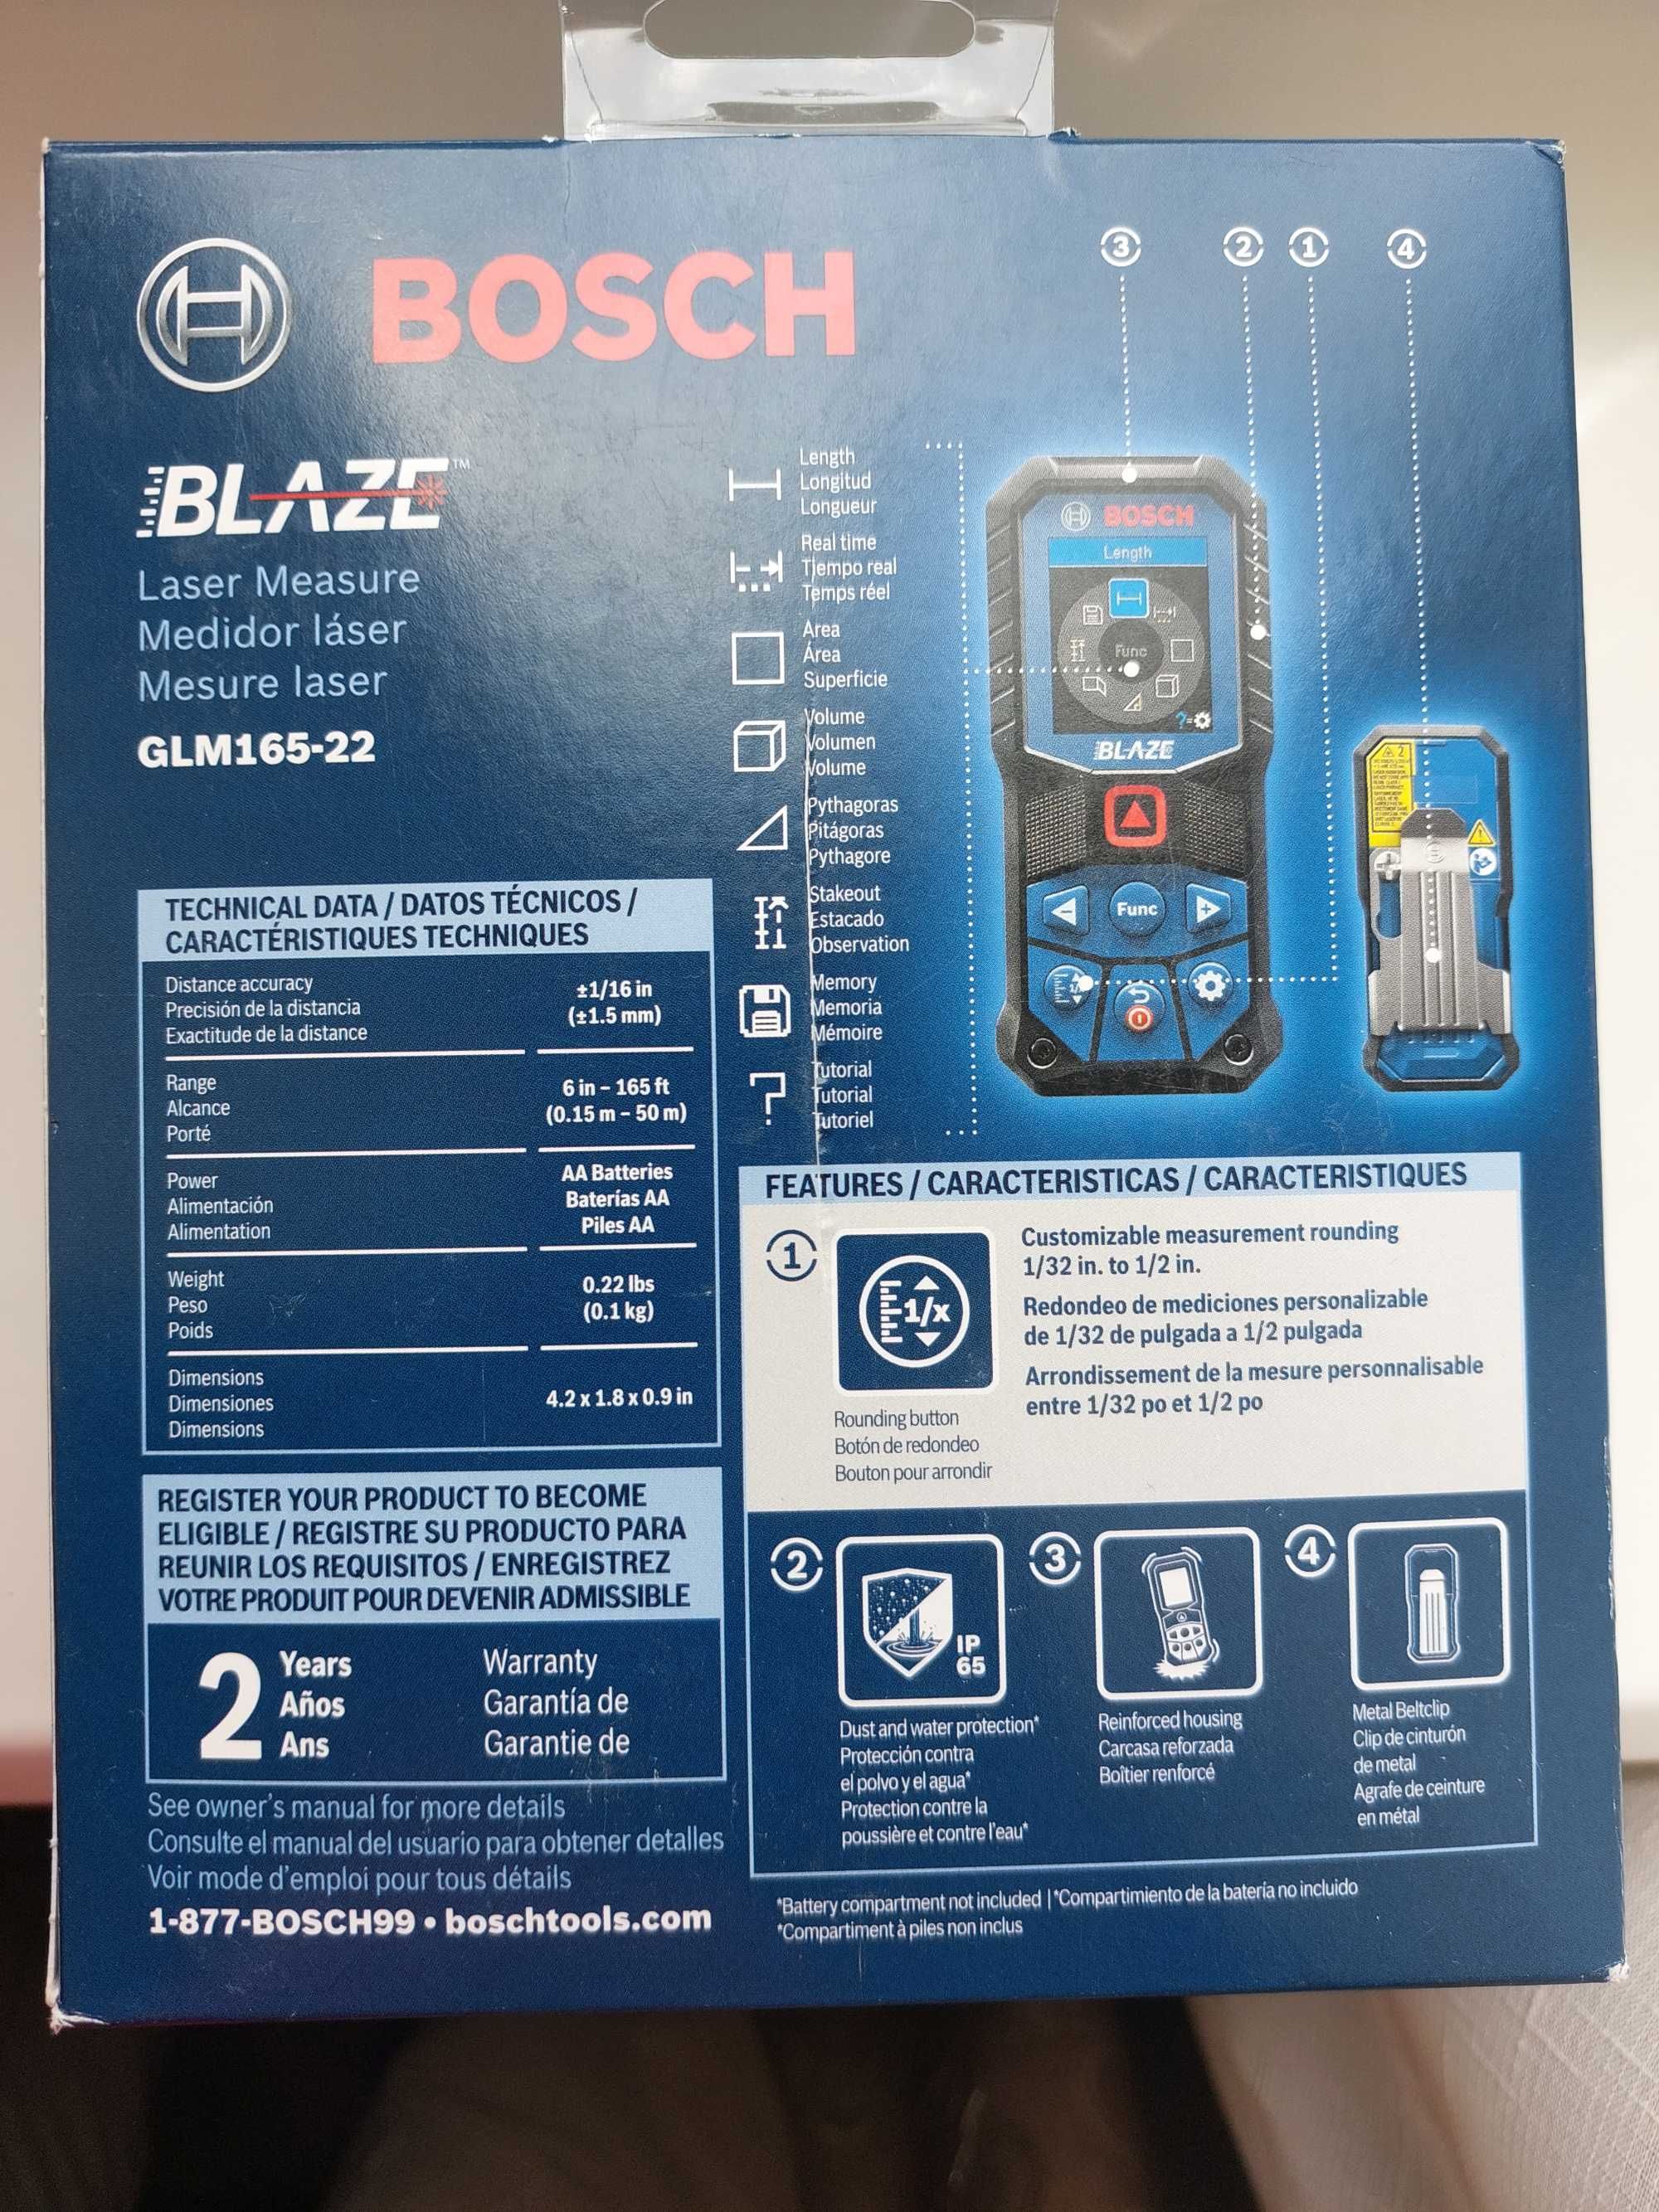 BOSCH
BLAZE™
Laser Measure
Medidor láser
Mesure laser
GLM165-22
TECHNICAL DATA / DATOS TÉCNICOS /
CARACTÉRISTIQUES TECHNIQUES
Distance accuracy
Precisión de la distancia
Exactitude de la distance
±1/16 in
(±1.5 mm)
Range
Alcance
Porté
6 in – 165 ft
(0.15 m – 50 m)
Power
Alimentación
Alimentation
AA Batteries
Baterías AA
Piles AA
Weight
Peso
Poids
0.22 lbs
(0.1 kg)
Dimensions
Dimensiones
Dimensions
4.2 x 1.8 x 0.9 in
REGISTER YOUR PRODUCT TO BECOME
ELIGIBLE / REGISTRE SU PRODUCTO PARA
REUNIR LOS REQUISITOS / ENREGISTREZ
VOTRE PRODUIT POUR DEVENIR ADMISSIBLE
2
Years
Años
Ans
Warranty
Garantía de
Garantie de
See owner's manual for more details
Consulte el manual del usuario para obtener detalles
Voir mode d'emploi pour tous détails
1-877-BOSCH99 • boschtools.com
Length
Longitud
Longueur
Real time
Tiempo real
Temps réel
Area
Área
Superficie
Volume
Volumen
Volume
Pythagoras
Pitágoras
Pythagore
Stakeout
Estacado
Observation
Memory
Memoria
Mémoire
Tutorial
Tutorial
Tutoriel
3 2 1 4
BOSCH
Length
Func
?=
BLAZE
Func
FEATURES / CARACTERISTICAS / CARACTERISTIQUES
1
1/x
Rounding button
Botón de redondeo
Bouton pour arrondir
Customizable measurement rounding
1/32 in. to 1/2 in.
Redondeo de mediciones personalizable
de 1/32 de pulgada a 1/2 pulgada
Arrondissement de la mesure personnalisable
entre 1/32 po et 1/2 po
2
IP
65
Dust and water protection*
Protección contra
el polvo y el agua*
Protection contre la
poussière et contre l'eau*
3
Reinforced housing
Carcasa reforzada
Boîtier renforcé
4
Metal Beltclip
Clip de cinturón
de metal
Agrafe de ceinture
en métal
*Battery compartment not included | *Compartimiento de la batería no incluido
*Compartiment à piles non inclus